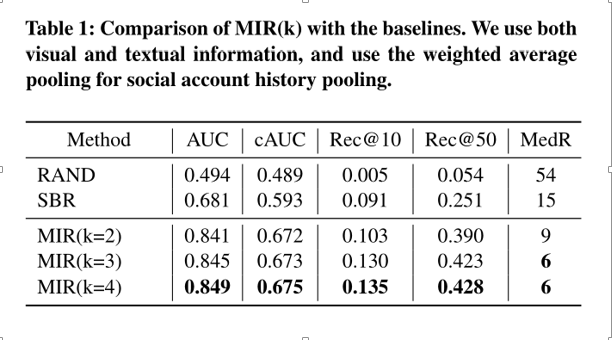 Table 1: Comparison of MIR(k) with the baselines. We use both
visual and textual information, and use the weighted average
pooling for social account history pooling.
Method AUC cAUC Rec@10 Rec@50 MedR
RAND 0.494 0.489 0.005 0.054 54
SBR 0.681 0.593 0.091 0.251 15
MIR(k=2) 0.841 0.672 0.103 0.390 9
MIR(k=3) 0.845 0.673 0.130 0.423 6
MIR(k=4) 0.849 0.675 0.135 0.428 6